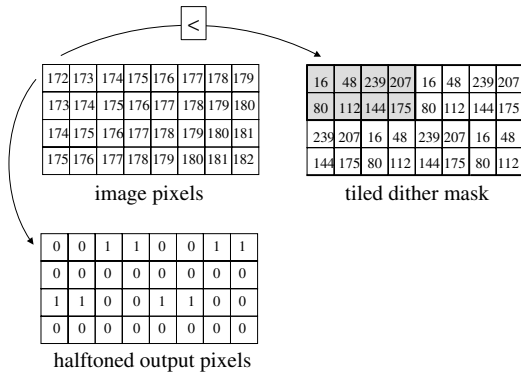 <
172 173 174 175 176 177 178 179
173 174 175 176 177 178 179 180
174 175 176 177 178 179 180 181
175 176 177 178 179 180 181 182
image pixels
16 48 239 207 16 48 239 207
80 112 144 175 80 112 144 175
239 207 16 48 239 207 16 48
144 175 80 112 144 175 80 112
tiled dither mask
0 0 1 1 0 0 1 1
0 0 0 0 0 0 0 0
1 1 0 0 1 1 0 0
0 0 0 0 0 0 0 0
halftoned output pixels